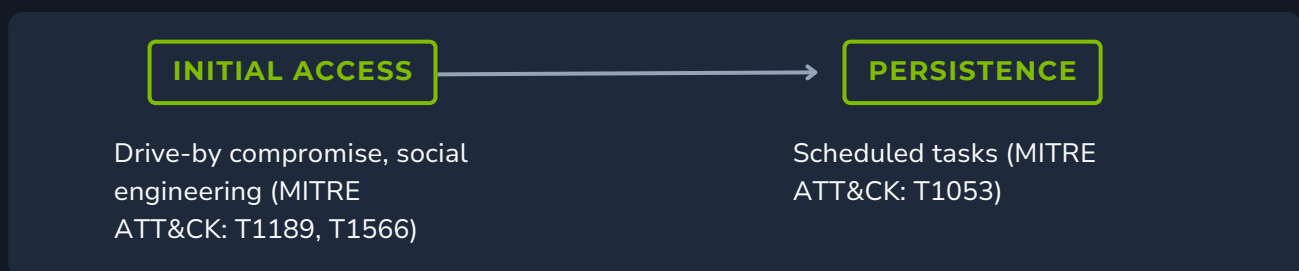 INITIAL ACCESS
PERSISTENCE
Drive-by compromise, social
engineering (MITRE
ATT&CK: T1189, T1566)
Scheduled tasks (MITRE
ATT&CK: T1053)